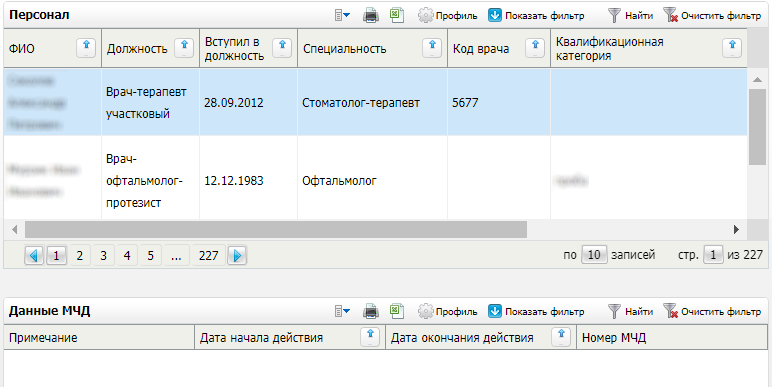 Персонал Профиль Показать фильтр Найти Очистить фильтр
ФИО Должность Вступил в должность Специальность Код врача Квалификационная категория
Врач-терапевт
участковый
28.09.2012 Стоматолог-терапевт 5677
Врач-
офтальмолог-
протезист
12.12.1983 Офтальмолог
1 2 3 4 5 ... 227 по 10 записей стр. 1 из 227
Данные МЧД Профиль Показать фильтр Найти Очистить фильтр
Примечание Дата начала действия Дата окончания действия Номер МЧД